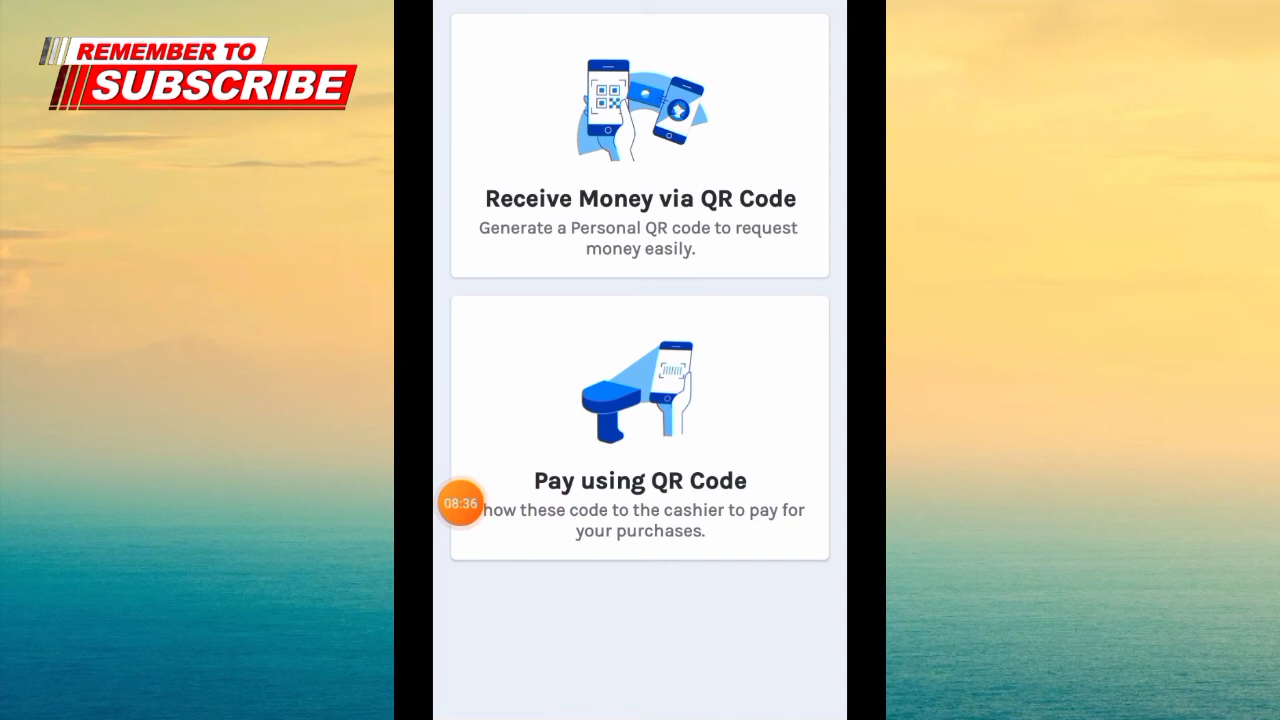 REMEMBER TO
SUBSCRIBE
Receive Money via QR Code
Generate a Personal QR code to request
money easily.
Pay using QR Code
08:36
how these code to the cashier to pay for
your purchases.